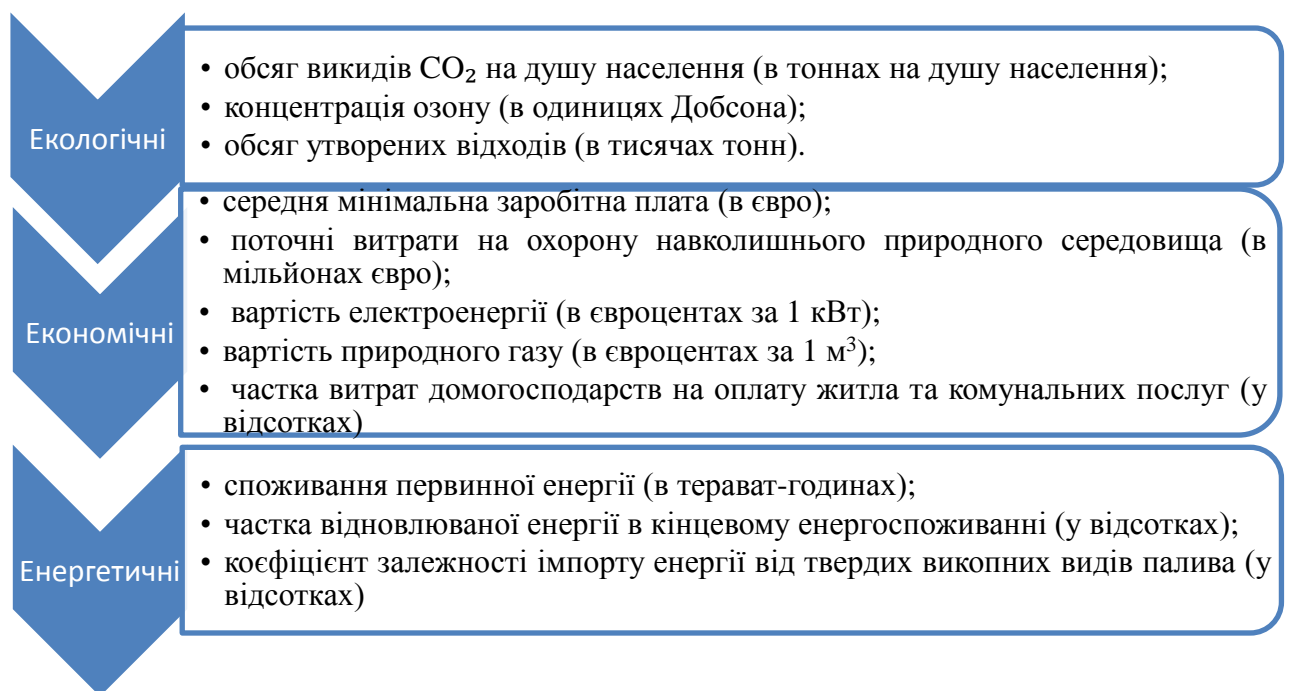 Екологічні
• обсяг викидів CO₂ на душу населення (в тоннах на душу населення);
• концентрація озону (в одиницях Добсона);
• обсяг утворених відходів (в тисячах тонн).
Економічні
• середня мінімальна заробітна плата (в євро);
• поточні витрати на охорону навколишнього природного середовища (в
мільйонах євро);
• вартість електроенергії (в євроцентах за 1 кВт);
• вартість природного газу (в євроцентах за 1 м³);
• частка витрат домогосподарств на оплату житла та комунальних послуг (у
відсотках)
Енергетичні
• споживання первинної енергії (в терават-годинах);
• частка відновлюваної енергії в кінцевому енергоспоживанні (у відсотках);
• коефіцієнт залежності імпорту енергії від твердих викопних видів палива (у
відсотках)